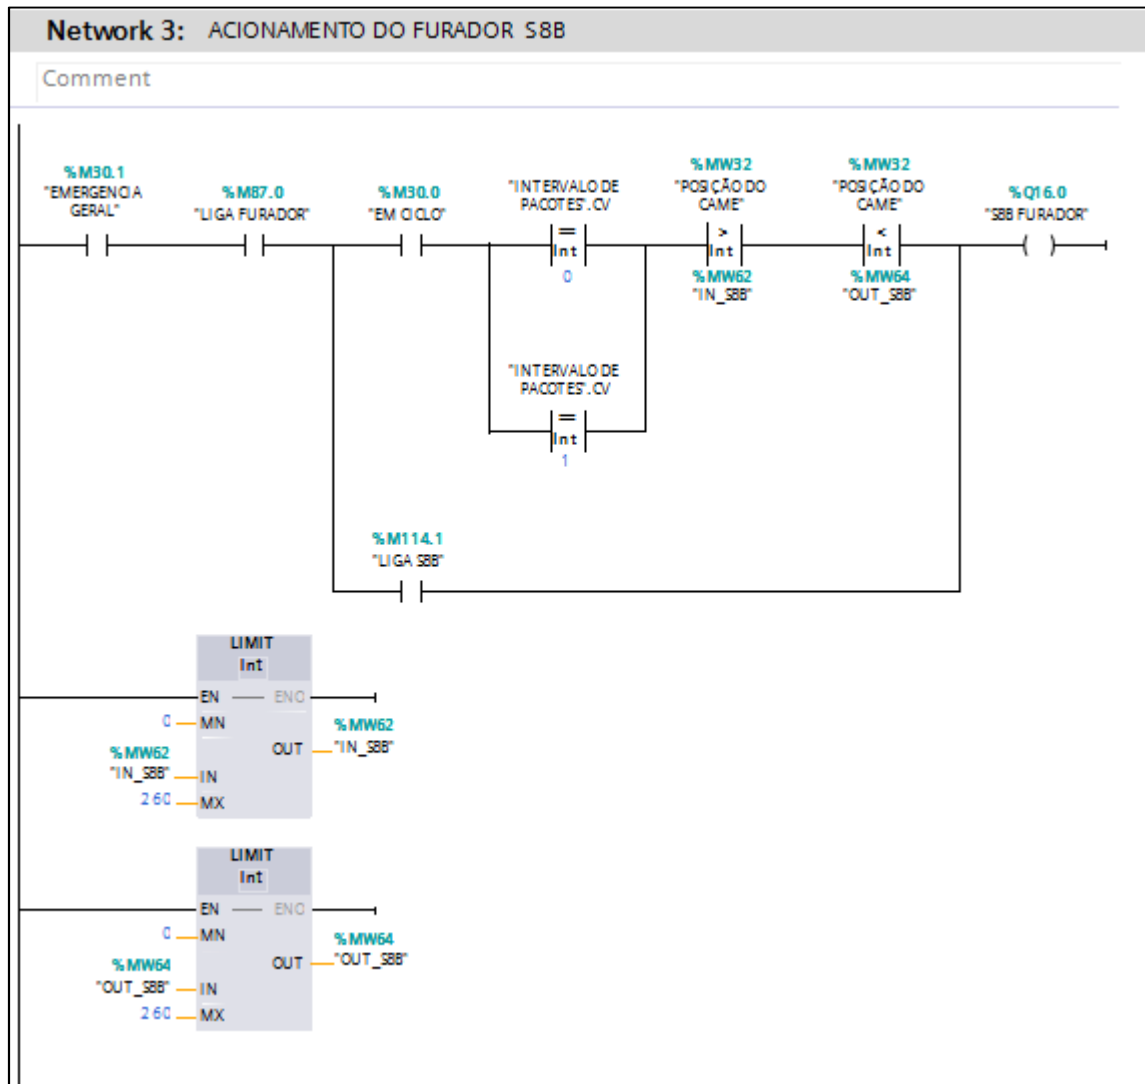 Network 3: ACIONAMENTO DO FURADOR S8B
Comment
%M30.1
"EMERGENCIA
GERAL"
%M87.0
"LIGA FURADOR"
%M30.0
"EM CICLO"
"INTERVALO DE
PACOTES".CV
==
Int
0
%MW32
"POSIÇÃO DO
CAME"
>
Int
%MW62
"IN_S8B"
%MW32
"POSIÇÃO DO
CAME"
<
Int
%MW64
"OUT_S8B"
%Q16.0
"S8B FURADOR"
"INTERVALO DE
PACOTES".CV
==
Int
1
%M114.1
"LIGA S8B"
LIMIT
Int
EN ENO
0 MN
%MW62
"IN_S8B" IN
260 MX
OUT
%MW62
"IN_S8B"
LIMIT
Int
EN ENO
0 MN
%MW64
"OUT_S8B" IN
260 MX
OUT
%MW64
"OUT_S8B"